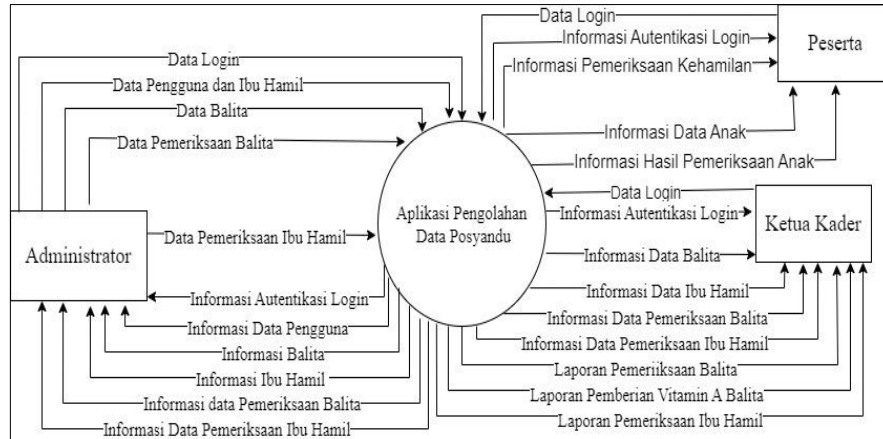 Data Login
Peserta
Informasi Autentikasi Login
Informasi Pemeriksaan Kehamilan
Data Login
Data Pengguna dan Ibu Hamil
Data Balita
Data Pemeriksaan Balita
Informasi Data Anak
Informasi Hasil Pemeriksaan Anak
Data Login
Aplikasi Pengolahan
Data Posyandu
Informasi Autentikasi Login
Ketua Kader
Administrator
Data Pemeriksaan Ibu Hamil
Informasi Data Balita
Informasi Autentikasi Login
Informasi Data Ibu Hamil
Informasi Data Pengguna
Informasi Data Pemeriksaan Balita
Informasi Balita
Informasi Data Pemeriksaan Ibu Hamil
Informasi Ibu Hamil
Laporan Pemeriiksaan Balita
Informasi data Pemeriksaan Balita
Laporan Pemberian Vitamin A Balita
Informasi Data Pemeriksaan Ibu Hamil
Laporan Pemeriksaan Ibu Hamil